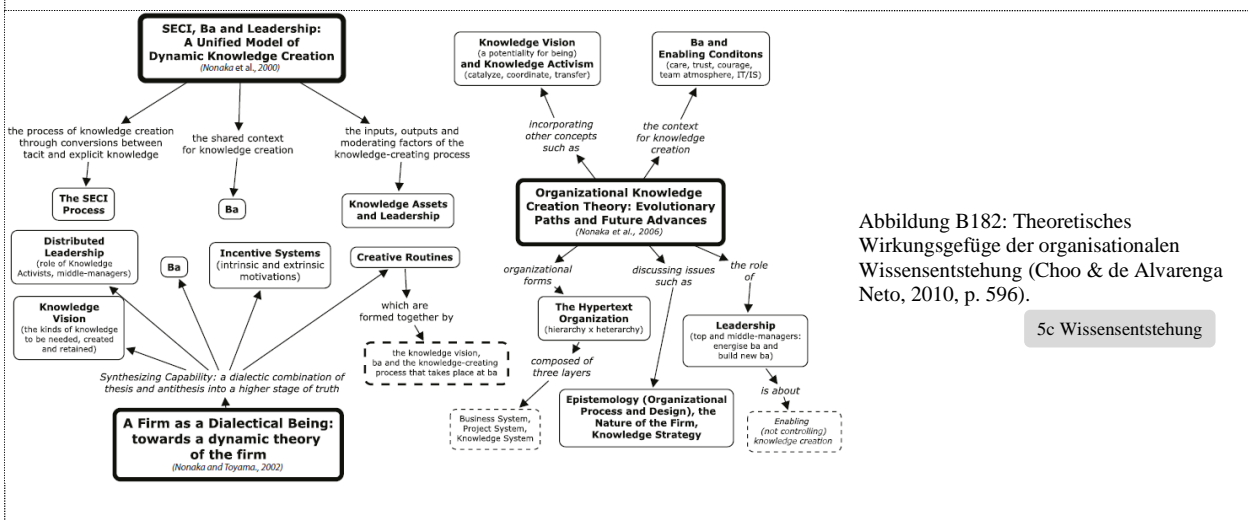 SECI, Ba and Leadership:
A Unified Model of
Dynamic Knowledge Creation
(Nonaka et al., 2000)
the process of knowledge creation
through conversions between
tacit and explicit knowledge
the shared context
for knowledge creation
the inputs, outputs and
moderating factors of the
knowledge-creating process
The SECI
Process
Ba
Knowledge Assets
and Leadership
Distributed
Leadership
(role of Knowledge
Activists, middle-managers)
Ba
Incentive Systems
(intrinsic and extrinsic
motivations)
Creative Routines
Knowledge
Vision
(the kinds of knowledge
to be needed, created
and retained)
which are
formed together by
the knowledge vision,
ba and the knowledge-creating
process that takes place at ba
Synthesizing Capability: a dialectic combination of
thesis and antithesis into a higher stage of truth
A Firm as a Dialectical Being:
towards a dynamic theory
of the firm
(Nonaka and Toyama., 2002)
Knowledge Vision
(a potentiality for being)
and Knowledge Activism
(catalyze, coordinate, transfer)
Ba and
Enabling Conditons
(care, trust, courage,
team atmosphere, IT/IS)
incorporating
other concepts
such as
the context
for knowledge
creation
Organizational Knowledge
Creation Theory: Evolutionary
Paths and Future Advances
(Nonaka et al., 2006)
organizational
forms
discussing issues
such as
the role
of
The Hypertext
Organization
(hierarchy x heterarchy)
Leadership
(top and middle-managers:
energise ba and
build new ba)
composed of
three layers
is about
Business System,
Project System,
Knowledge System
Epistemology (Organizational
Process and Design), the
Nature of the Firm,
Knowledge Strategy
Enabling
(not controlling)
knowledge creation
Abbildung B182: Theoretisches
Wirkungsgefüge der organisationalen
Wissensentstehung (Choo & de Alvarenga
Neto, 2010, p. 596).
5c Wissensentstehung